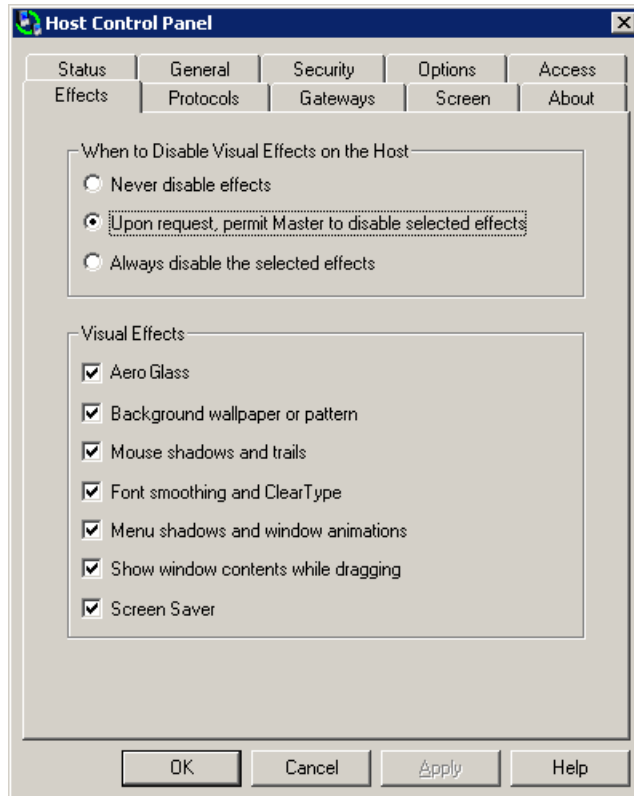 Host Control Panel
Status General Security Options Access
Effects Protocols Gateways Screen About
When to Disable Visual Effects on the Host
Never disable effects
Upon request, permit Master to disable selected effects
Always disable the selected effects
Visual Effects
Aero Glass
Background wallpaper or pattern
Mouse shadows and trails
Font smoothing and ClearType
Menu shadows and window animations
Show window contents while dragging
Screen Saver
OK Cancel Apply Help